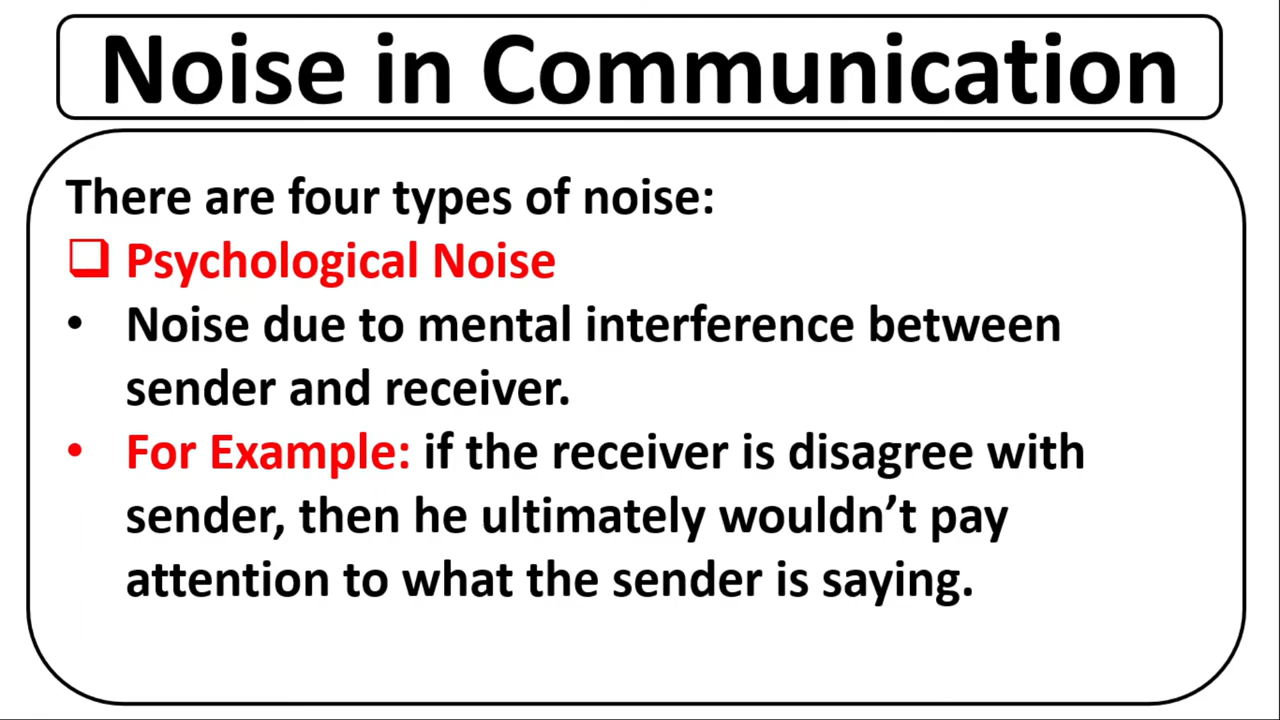 Noise in Communication
There are four types of noise:
❑ Psychological Noise
• Noise due to mental interference between
sender and receiver.
• For Example: if the receiver is disagree with
sender, then he ultimately wouldn’t pay
attention to what the sender is saying.